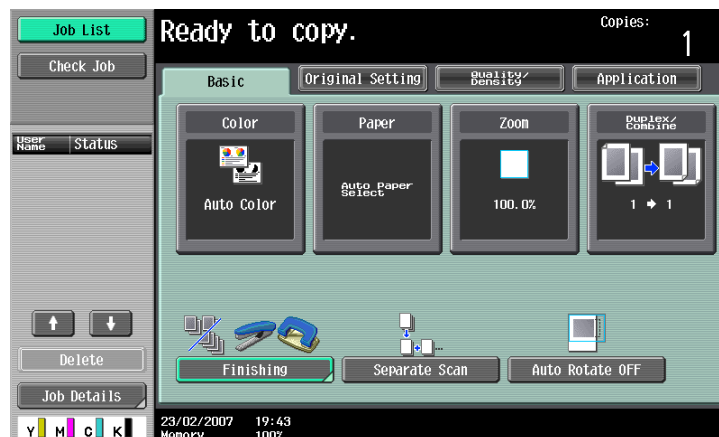 Job List
Ready to copy.
Copies:
1
Check Job
Basic
Original Setting
Quality/
Density
Application
Color
Paper
Zoom
Duplex/
Combine
User
Name
Status
Auto Color
Auto Paper
Select
100.0%
1 → 1
Delete
Finishing
Separate Scan
Auto Rotate OFF
Job Details
Y M C K
23/02/2007 19:43
Memory 100%